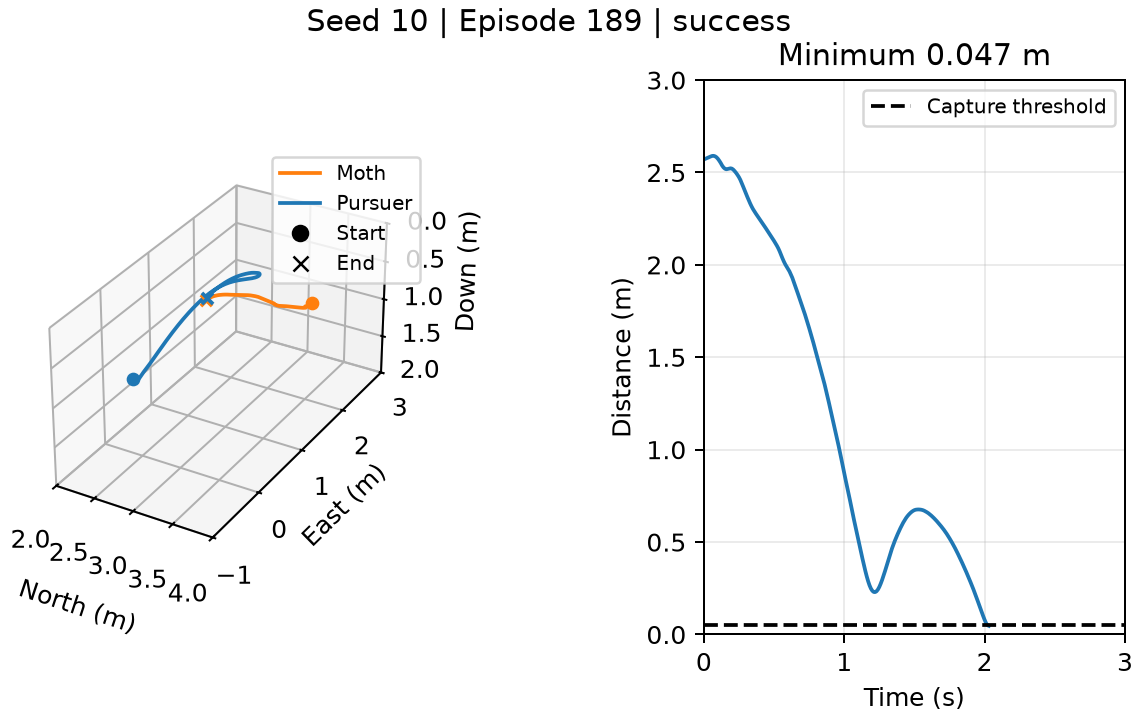 Seed 10 | Episode 189 | success
Moth
Pursuer
Start
End
0.0
0.5
1.0
1.5
2.0
Down (m)
3
2
1
0
−1
East (m)
2.0
2.5
3.0
3.5
4.0
North (m)
Minimum 0.047 m
Capture threshold
3.0
2.5
2.0
1.5
1.0
0.5
0.0
Distance (m)
0
1
2
3
Time (s)